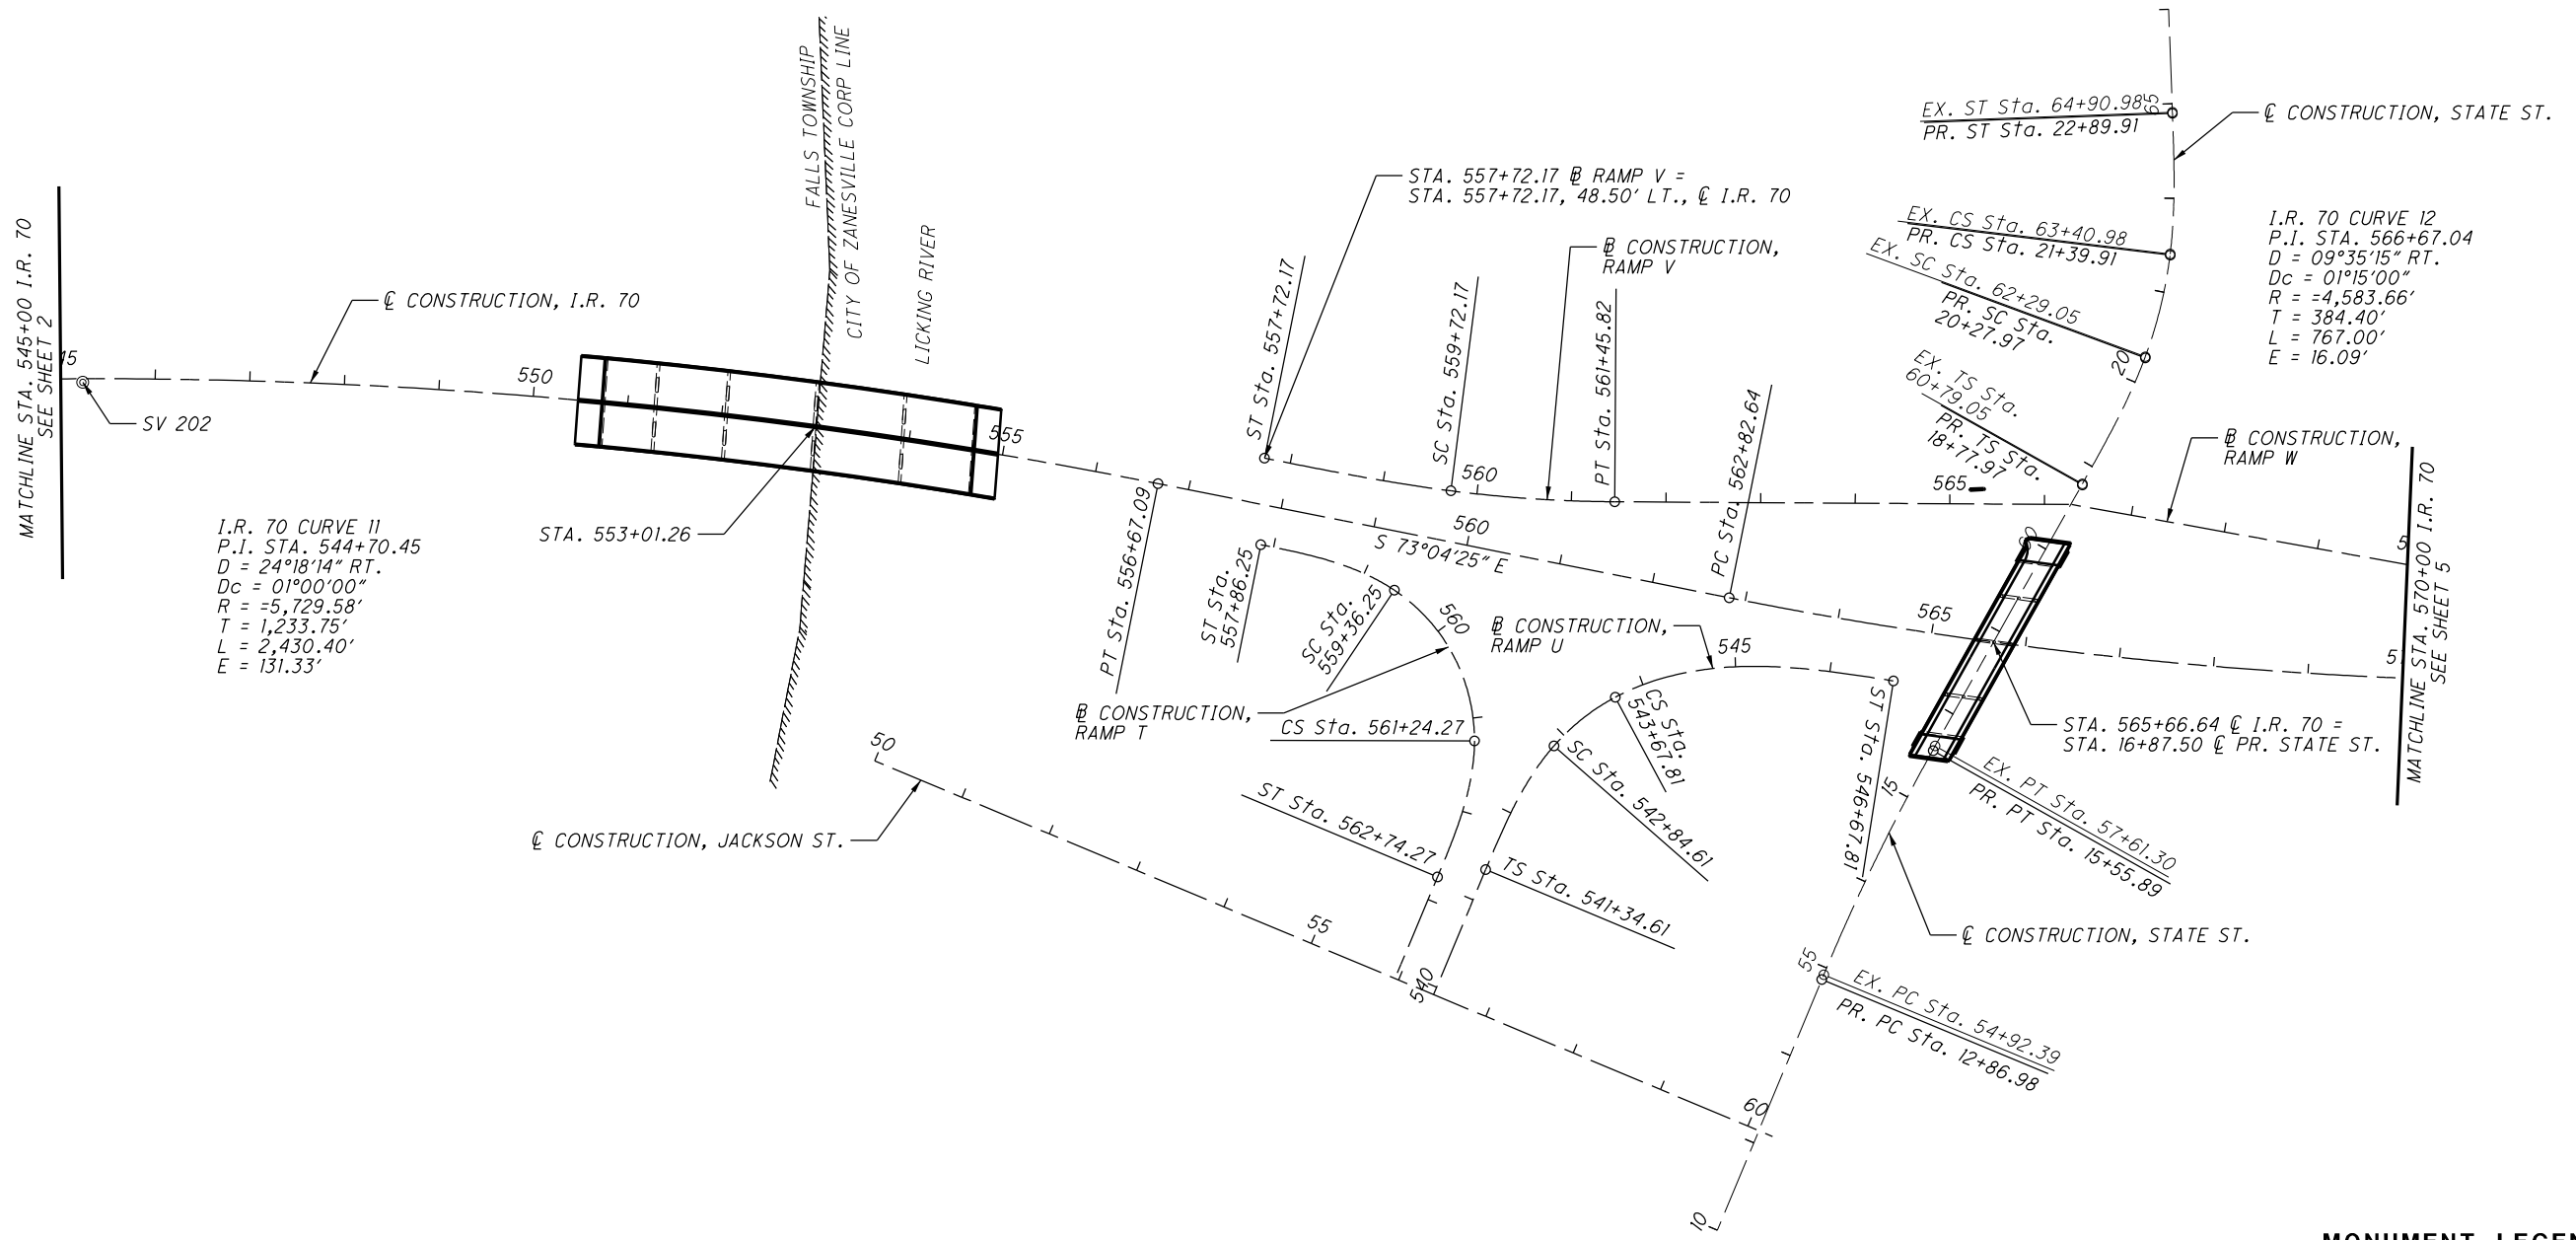 MATCHLINE STA. 545+00 I.R. 70
SEE SHEET 2
SV 202
℄ CONSTRUCTION, I.R. 70
550
FALLS TOWNSHIP
CITY OF ZANESVILLE CORP LINE
LICKING RIVER
STA. 553+01.26
555
I.R. 70 CURVE 11
P.I. STA. 544+70.45
D = 24°18'14" RT.
Dc = 01°00'00"
R = =5,729.58'
T = 1,233.75'
L = 2,430.40'
E = 131.33'
PT Sta. 556+67.09
STA. 557+72.17 BL RAMP V =
STA. 557+72.17, 48.50' LT., ℄ I.R. 70
BL CONSTRUCTION,
RAMP V
ST Sta. 557+72.17
SC Sta. 559+72.17
560
PT Sta. 561+45.82
PC Sta. 562+82.64
565
560
S 73°04'25" E
565
ST Sta.
557+86.25
SC Sta.
559+36.25
560
BL CONSTRUCTION,
RAMP T
CS Sta. 561+24.27
ST Sta. 562+74.27
BL CONSTRUCTION,
RAMP U
545
CS Sta.
543+67.81
SC Sta. 542+84.61
TS Sta. 541+34.61
540
ST Sta. 546+67.81
50
℄ CONSTRUCTION, JACKSON ST.
55
60
EX. ST Sta. 64+90.98
PR. ST Sta. 22+89.91
65
℄ CONSTRUCTION, STATE ST.
EX. CS Sta. 63+40.98
PR. CS Sta. 21+39.91
EX. SC Sta. 62+29.05
PR. SC Sta.
20+27.97
20
EX. TS Sta.
60+79.05
PR. TS Sta.
18+77.97
60
I.R. 70 CURVE 12
P.I. STA. 566+67.04
D = 09°35'15" RT.
Dc = 01°15'00"
R = =4,583.66'
T = 384.40'
L = 767.00'
E = 16.09'
BL CONSTRUCTION,
RAMP W
MATCHLINE STA. 570+00 I.R. 70
SEE SHEET 5
STA. 565+66.64 ℄ I.R. 70 =
STA. 16+87.50 ℄ PR. STATE ST.
EX. PT Sta. 57+61.30
PR. PT Sta. 15+55.89
15
℄ CONSTRUCTION, STATE ST.
55
EX. PC Sta. 54+92.39
PR. PC Sta. 12+86.98
10